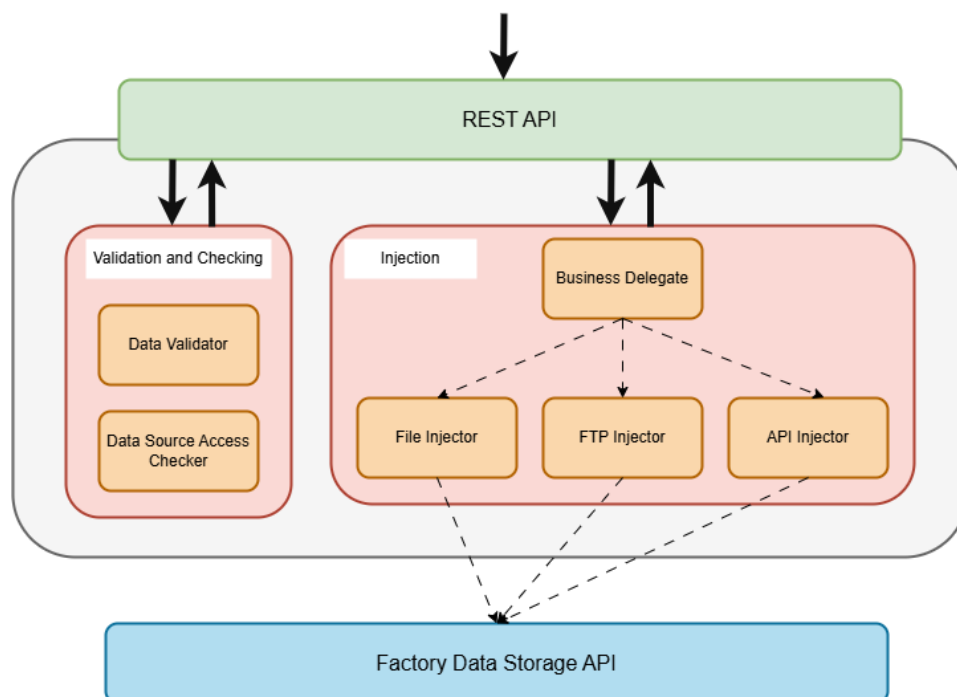 REST API
Validation and Checking
Injection
Business Delegate
Data Validator
Data Source Access
Checker
File Injector
FTP Injector
API Injector
Factory Data Storage API